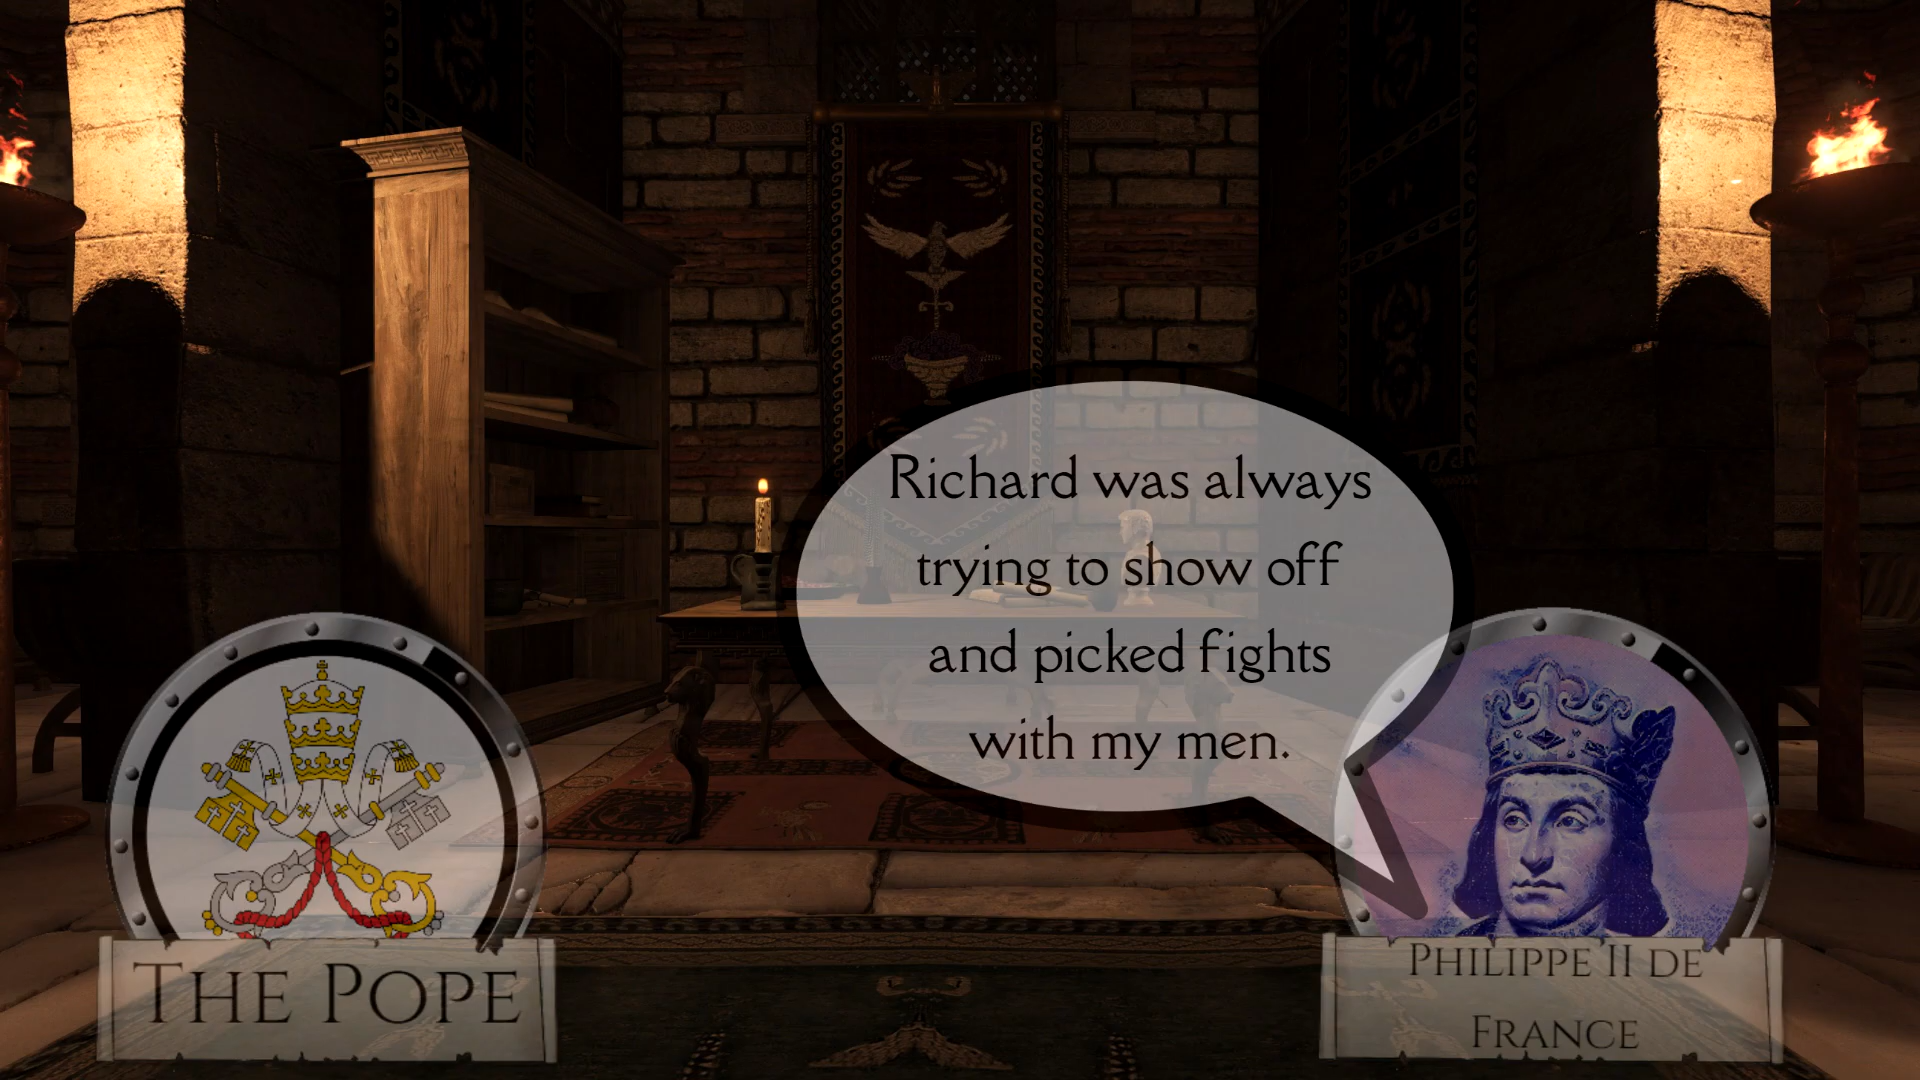 Richard was always
trying to show off
and picked fights
with my men.
The Pope
Philippe II de
France